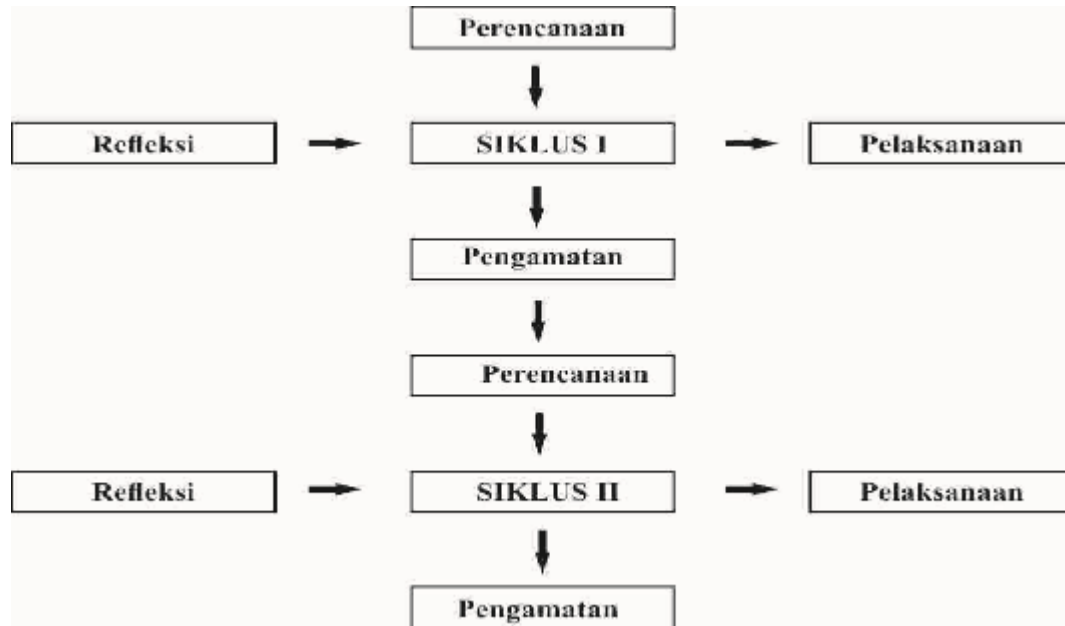 Perencanaan
Refleksi
SIKLUS I
Pelaksanaan
Pengamatan
Perencanaan
Refleksi
SIKLUS II
Pelaksanaan
Pengamatan